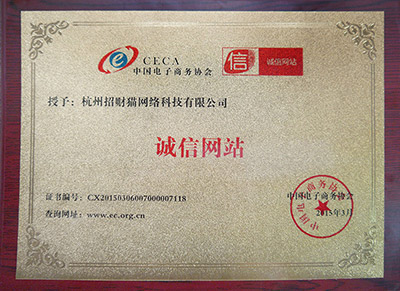 CECA
中国电子商务协会
信
诚信网站
授予：杭州招财猫网络科技有限公司
诚信网站
证书编号：CX20150306007000007118
查询网址：www.ec.org.cn
中国电子商务协会
2015年3月
中国电子商务协会